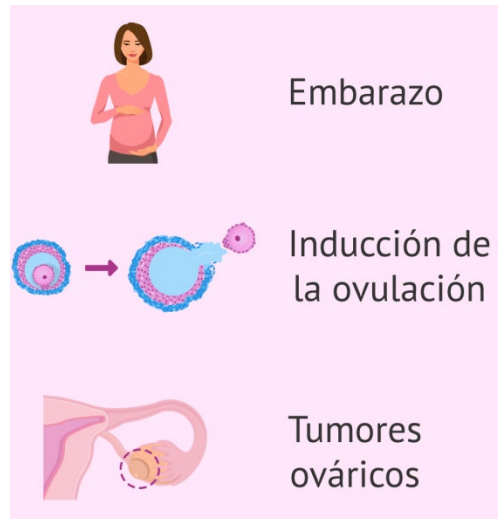 Embarazo
Inducción de
la ovulación
Tumores
ováricos